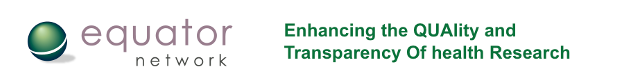 equator
network
Enhancing the QUAlity and
Transparency Of health Research